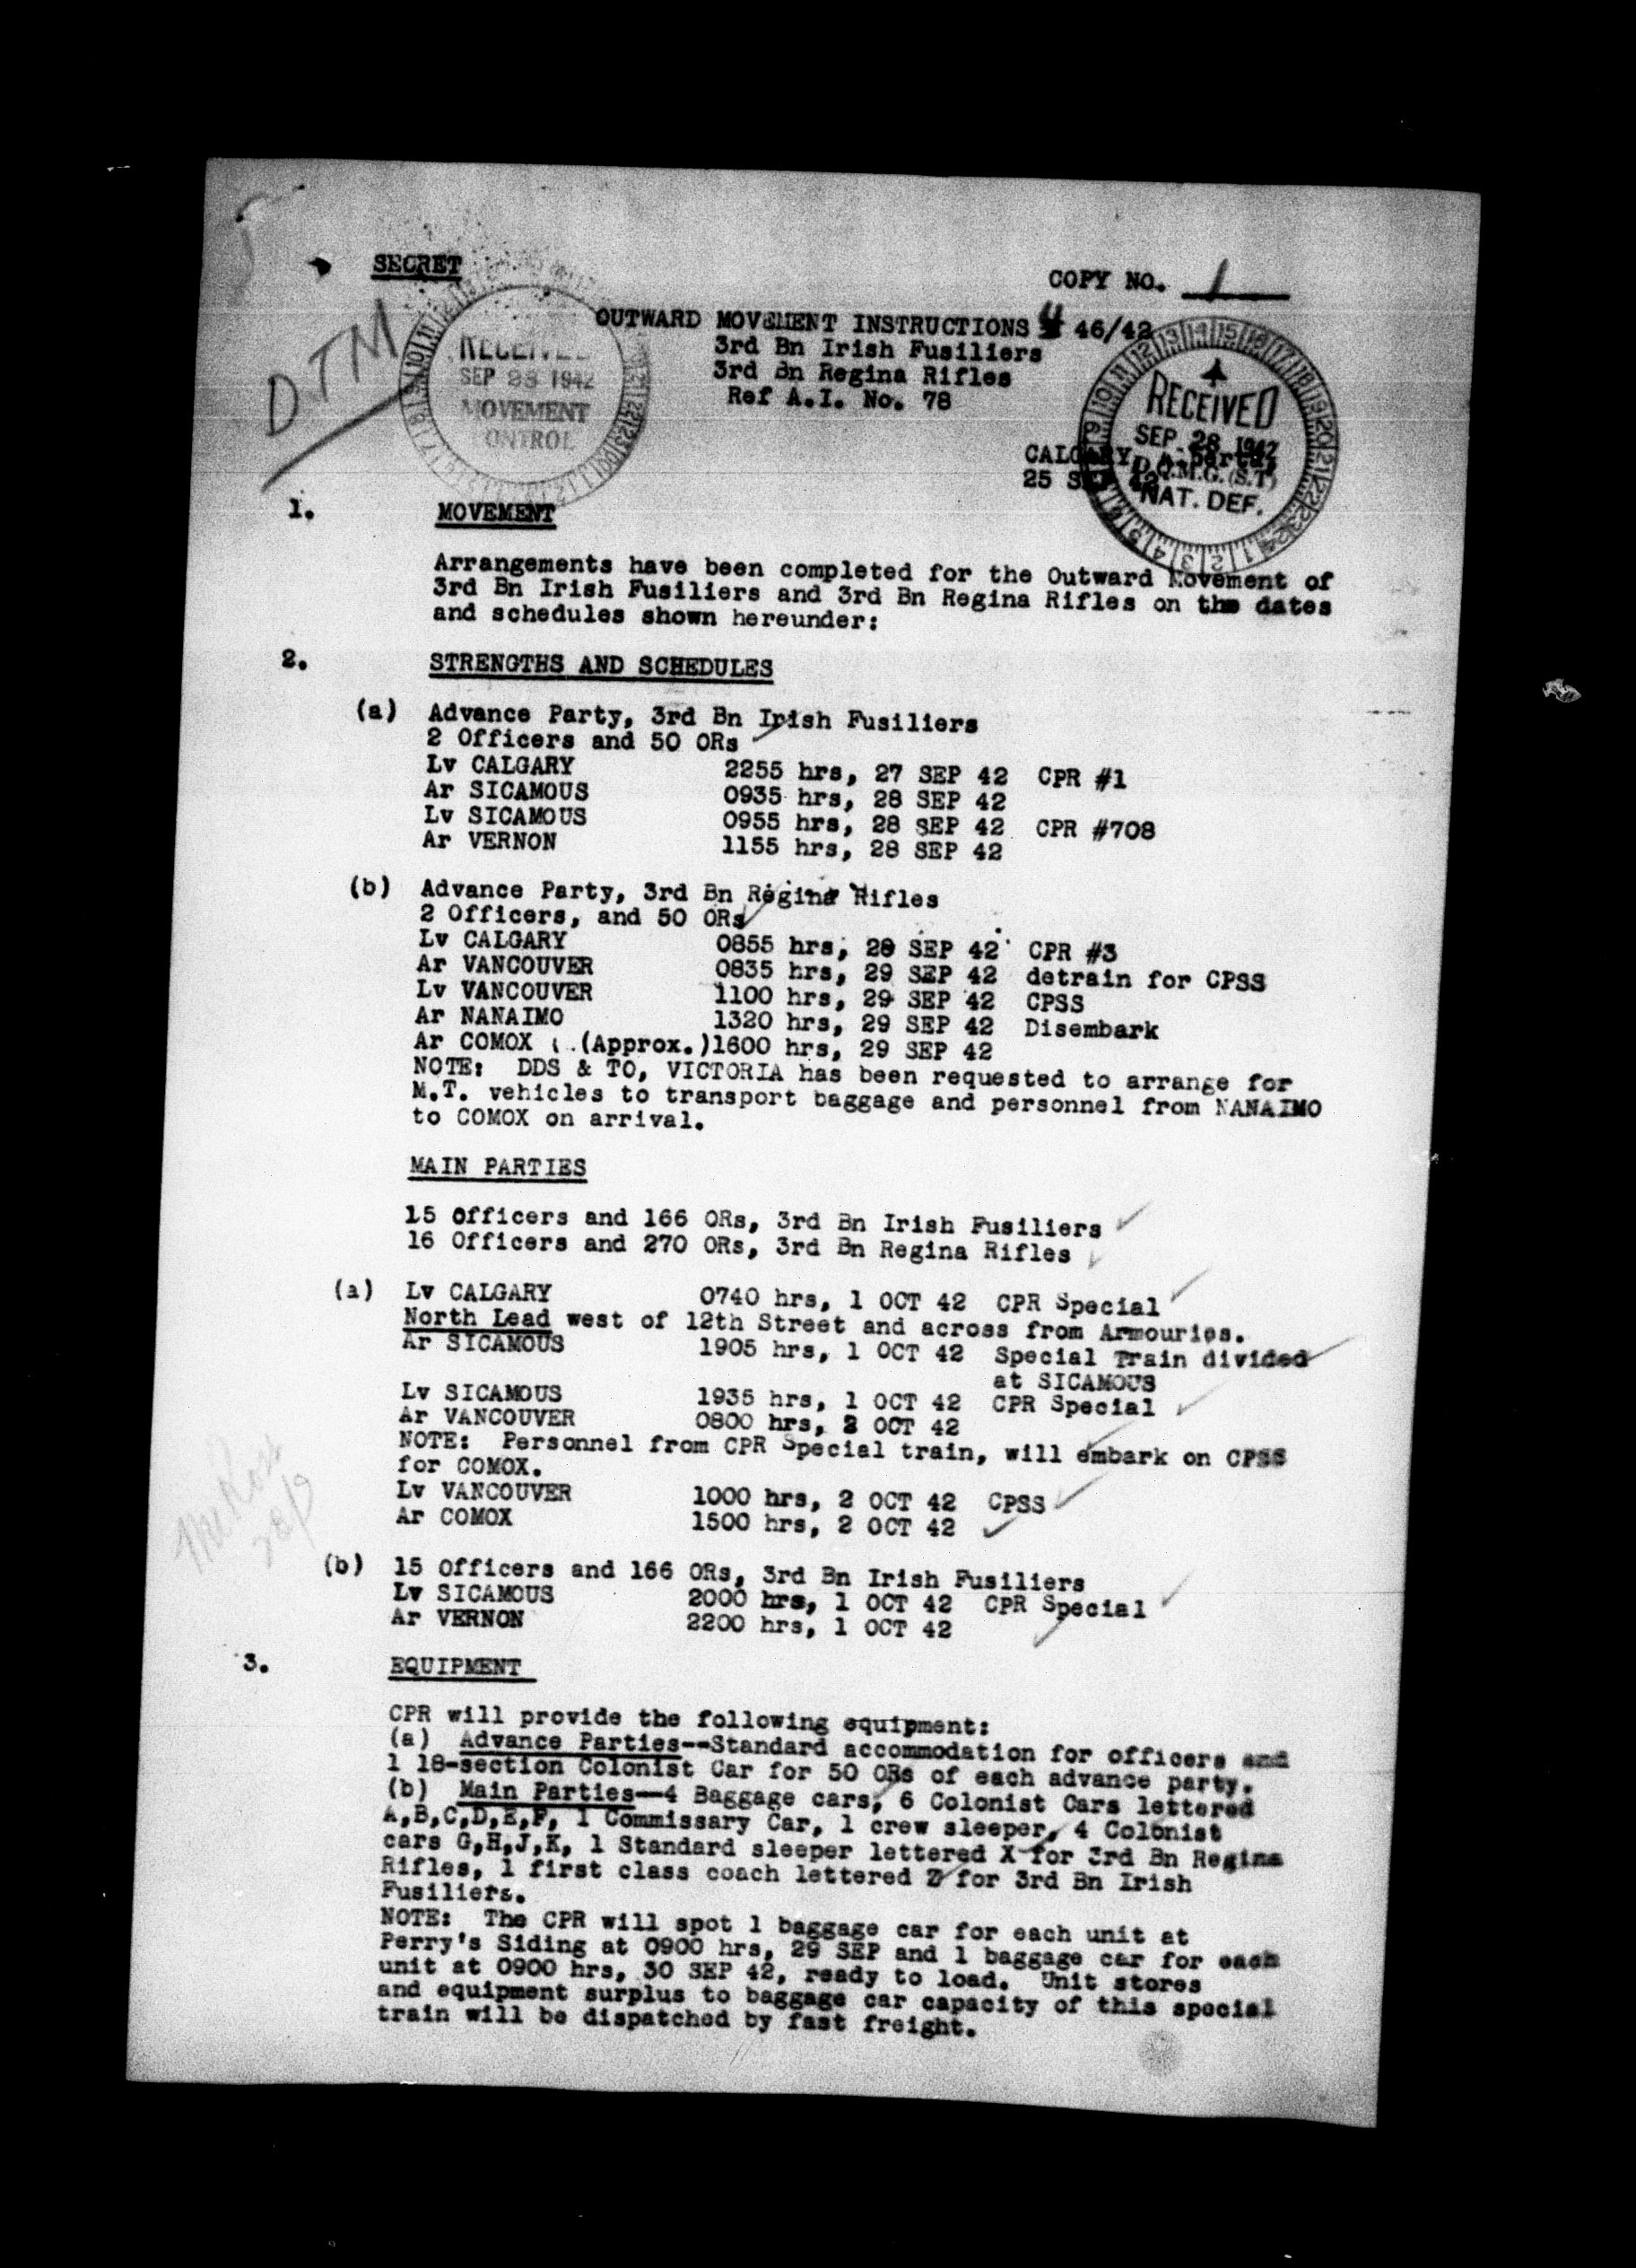 SECRET
COPY NO. 1
DTM
OUTWARD MOVEMENT INSTRUCTIONS # 46/42
3rd Bn Irish Fusiliers
3rd Bn Regina Rifles
Ref A.I. No. 78
RECEIVED
SEP 28 1942
MOVEMENT
CONTROL
RECEIVED
SEP 28 1942
D.Q.M.G. (S.T)
NAT. DEF.
CALGARY, Alberta,
25 SEP 42
1. MOVEMENT
Arrangements have been completed for the Outward Movement of
3rd Bn Irish Fusiliers and 3rd Bn Regina Rifles on the dates
and schedules shown hereunder:
2. STRENGTHS AND SCHEDULES
(a) Advance Party, 3rd Bn Irish Fusiliers
2 Officers and 50 ORs
Lv CALGARY 2255 hrs, 27 SEP 42 CPR #1
Ar SICAMOUS 0935 hrs, 28 SEP 42
Lv SICAMOUS 0955 hrs, 28 SEP 42 CPR #708
Ar VERNON 1155 hrs, 28 SEP 42
(b) Advance Party, 3rd Bn Regina Rifles
2 Officers, and 50 ORs
Lv CALGARY 0855 hrs, 28 SEP 42 CPR #3
Ar VANCOUVER 0835 hrs, 29 SEP 42 detrain for CPSS
Lv VANCOUVER 1100 hrs, 29 SEP 42 CPSS
Ar NANAIMO 1320 hrs, 29 SEP 42 Disembark
Ar COMOX (Approx.)1600 hrs, 29 SEP 42
NOTE: DDS & TO, VICTORIA has been requested to arrange for
M.T. vehicles to transport baggage and personnel from NANAIMO
to COMOX on arrival.
MAIN PARTIES
15 officers and 166 ORs, 3rd Bn Irish Fusiliers
16 Officers and 270 ORs, 3rd Bn Regina Rifles
(a) Lv CALGARY 0740 hrs, 1 OCT 42 CPR Special
North Lead west of 12th Street and across from Armouries.
Ar SICAMOUS 1905 hrs, 1 OCT 42 Special Train divided
at SICAMOUS
Lv SICAMOUS 1935 hrs, 1 OCT 42 CPR Special
Ar VANCOUVER 0800 hrs, 2 OCT 42
NOTE: Personnel from CPR Special train, will embark on CPSS
for COMOX.
Lv VANCOUVER 1000 hrs, 2 OCT 42 CPSS
Ar COMOX 1500 hrs, 2 OCT 42
(b) 15 Officers and 166 ORs, 3rd Bn Irish Fusiliers
Lv SICAMOUS 2000 hrs, 1 OCT 42 CPR Special
Ar VERNON 2200 hrs, 1 OCT 42
3. EQUIPMENT
CPR will provide the following equipment:
(a) Advance Parties--Standard accommodation for officers and
1 18-section Colonist Car for 50 ORs of each advance party.
(b) Main Parties—4 Baggage cars, 6 Colonist Cars lettered
A,B,C,D,E,F, 1 Commissary Car, 1 crew sleeper, 4 Colonist
cars G,H,J,K, 1 Standard sleeper lettered X for 3rd Bn Regina
Rifles, 1 first class coach lettered Z for 3rd Bn Irish
Fusiliers.
NOTE: The CPR will spot 1 baggage car for each unit at
Perry's Siding at 0900 hrs, 29 SEP and 1 baggage car for each
unit at 0900 hrs, 30 SEP 42, ready to load. Unit stores
and equipment surplus to baggage car capacity of this special
train will be dispatched by fast freight.